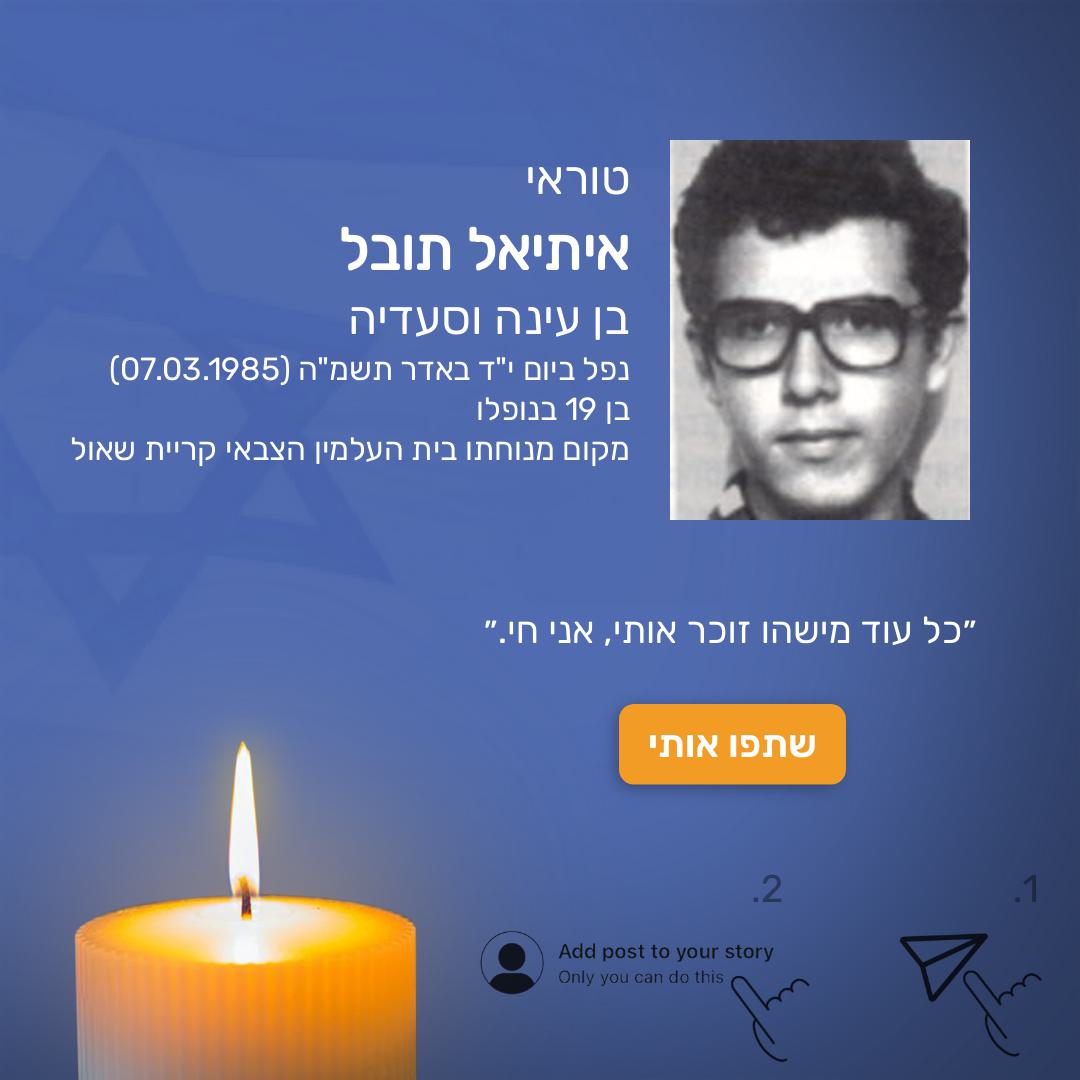 טוראי
איתיאל תובל
בן עינה וסעדיה
נפל ביום י"ד באדר תשמ"ה (07.03.1985)
בן 19 בנופלו
מקום מנוחתו בית העלמין הצבאי קריית שאול
״כל עוד מישהו זוכר אותי, אני חי.״
שתפו אותי
.1
.2
Add post to your story
Only you can do this